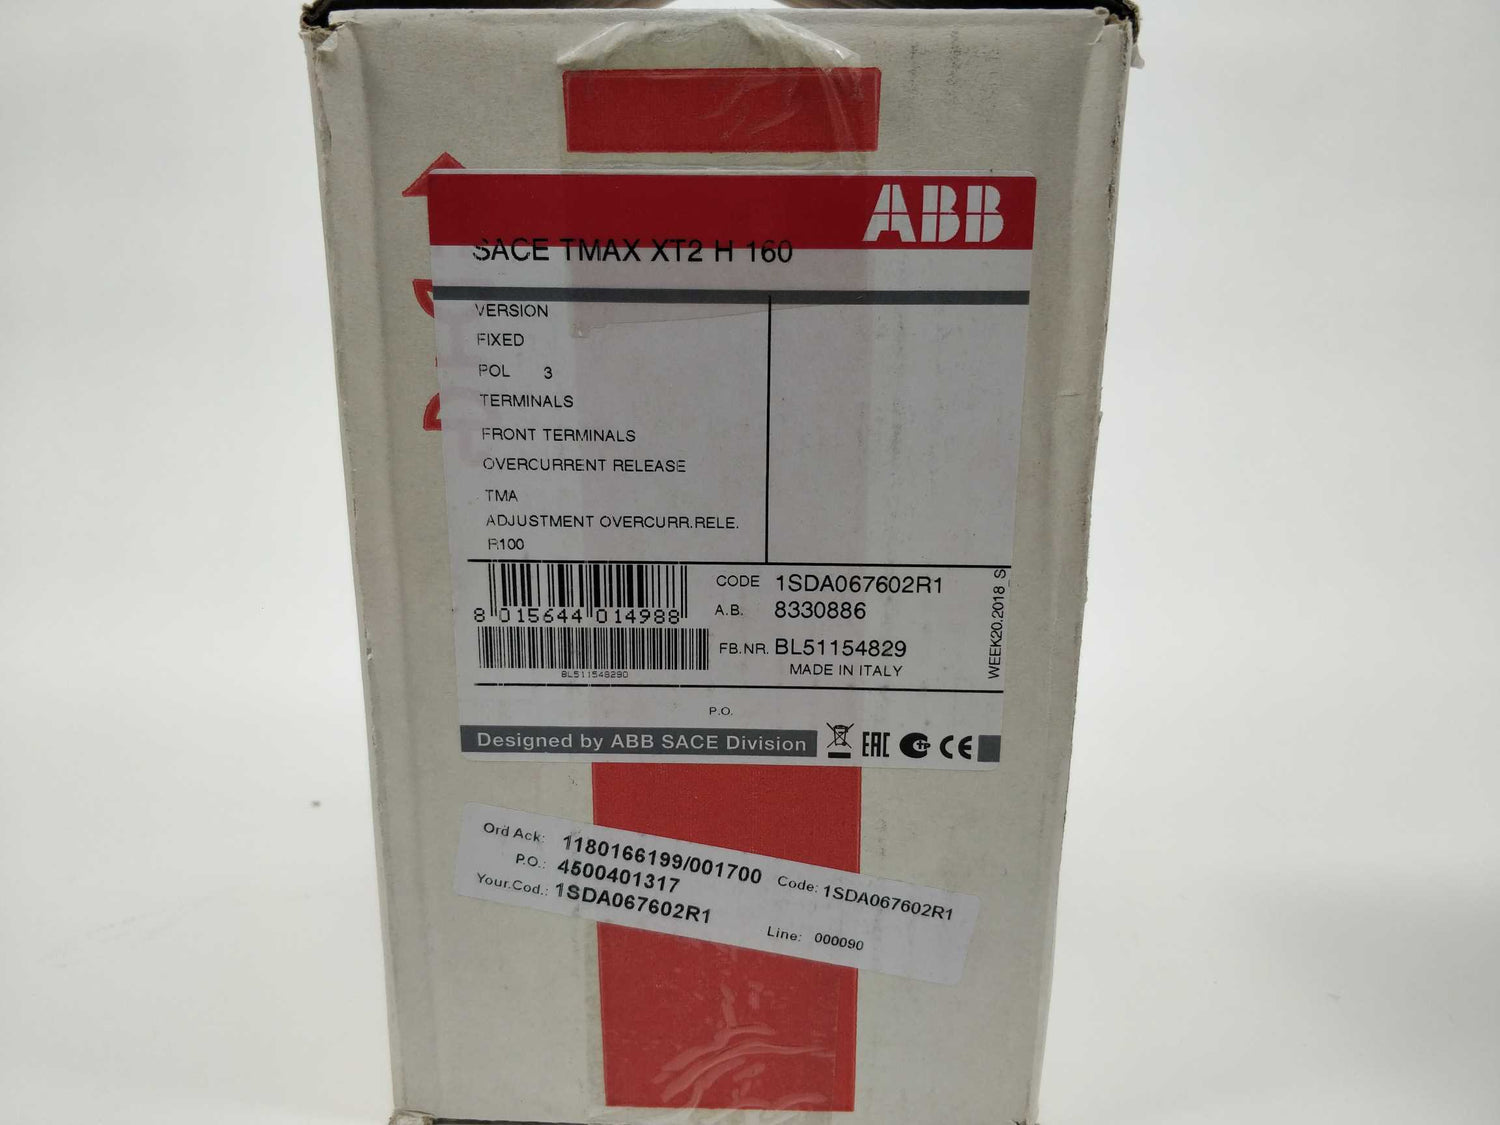 ABB
SACE TMAX XT2 H 160
VERSION
FIXED
POL 3
TERMINALS
FRONT TERMINALS
OVERCURRENT RELEASE
TMA
ADJUSTMENT OVERCURR.RELE.
R100
8 015644 014988
CODE 1SDA067602R1
A.B. 8330886
FB.NR. BL51154829
MADE IN ITALY
BL511548290
WEEK20.2018_S
P.O.
Designed by ABB SACE Division
EAC
CE
Ord Ack: 1180166199/001700 Code: 1SDA067602R1
P.O.: 4500401317
Your.Cod.: 1SDA067602R1 Line: 000090